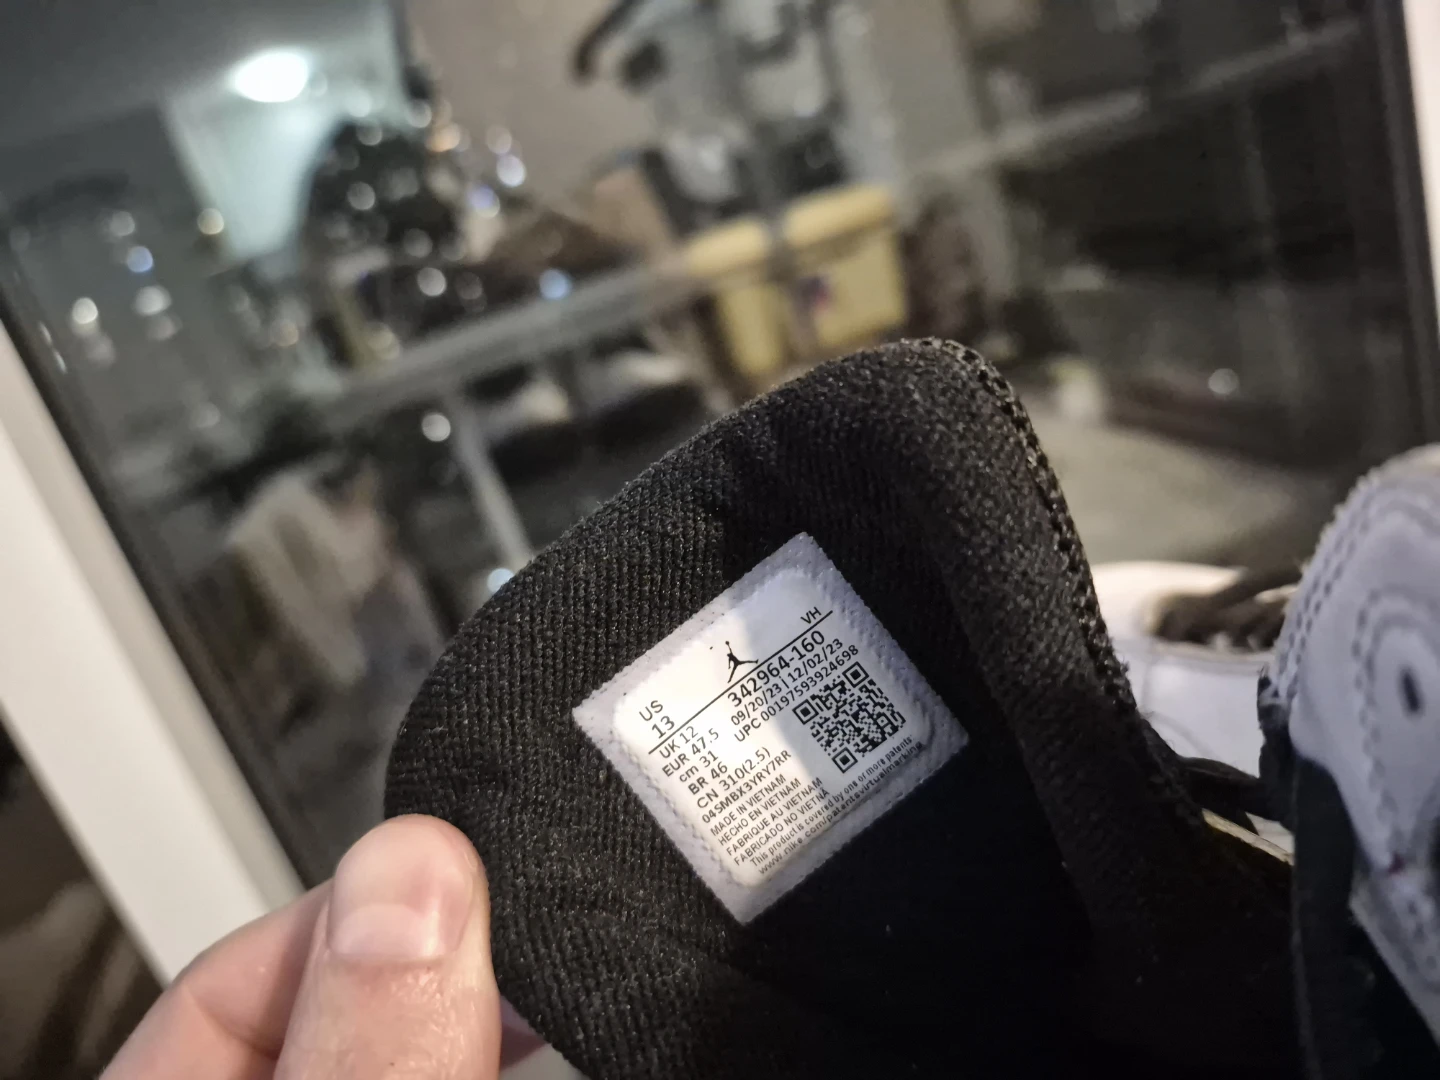 VH
US
13
342964-160
09/20/23 | 12/02/23
UPC 00197593924698
UK 12
EUR 47.5
cm 31
BR 46
CN 310(2.5)
04SMBX3YRY7RR
MADE IN VIETNAM
HECHO EN VIETNAM
FABRIQUE AU VIETNAM
FABRICADO NO VIETNÃ
This product is covered by one or more patents
www.nike.com/patentsvirtualmarking